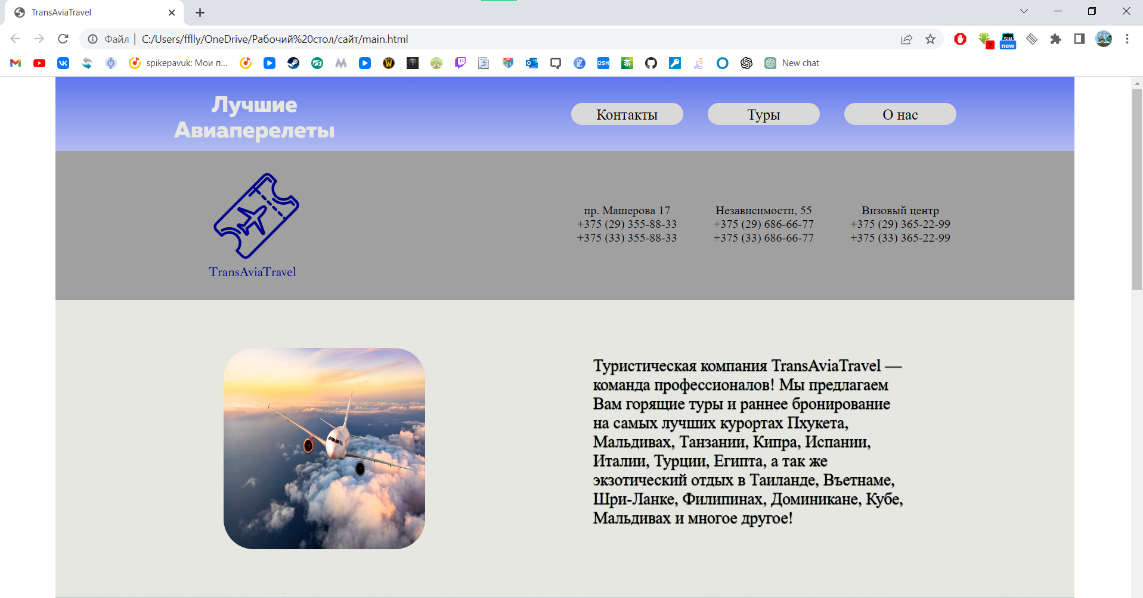 TransAviaTravel
Файл
C:/Users/fflly/OneDrive/Рабочий%20стол/сайт/main.html
spikepavuk: Мои п...
New chat
new
Лучшие
Авиаперелеты
Контакты
Туры
О нас
TransAviaTravel
пр. Машерова 17
+375 (29) 355-88-33
+375 (33) 355-88-33
Независимости, 55
+375 (29) 686-66-77
+375 (33) 686-66-77
Визовый центр
+375 (29) 365-22-99
+375 (33) 365-22-99
Туристическая компания TransAviaTravel —
команда профессионалов! Мы предлагаем
Вам горящие туры и раннее бронирование
на самых лучших курортах Пхукета,
Мальдивах, Танзании, Кипра, Испании,
Италии, Турции, Египта, а так же
экзотический отдых в Таиланде, Вьетнаме,
Шри-Ланке, Филипинах, Доминикане, Кубе,
Мальдивах и многое другое!